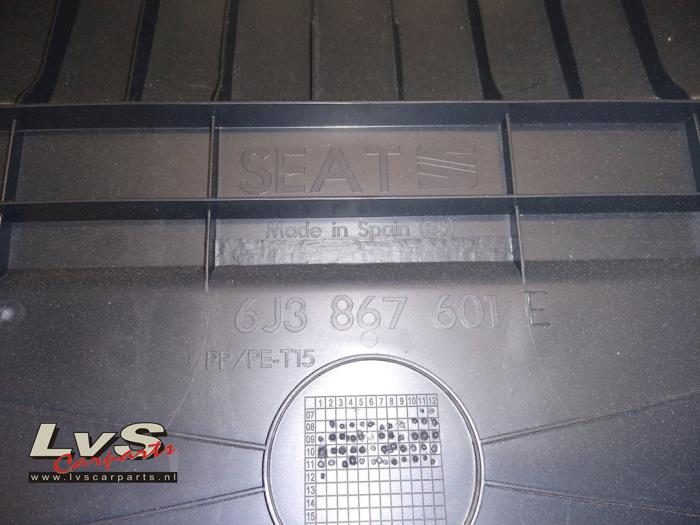 SEAT
Made in Spain (ES)
6J3 867 601 E
PP/PE-T15
1 2 3 4 5 6 7 8 9 10 11 12
07
08
09
10
11
12
13
14
15
LvS
Carparts
www.lvscarparts.nl